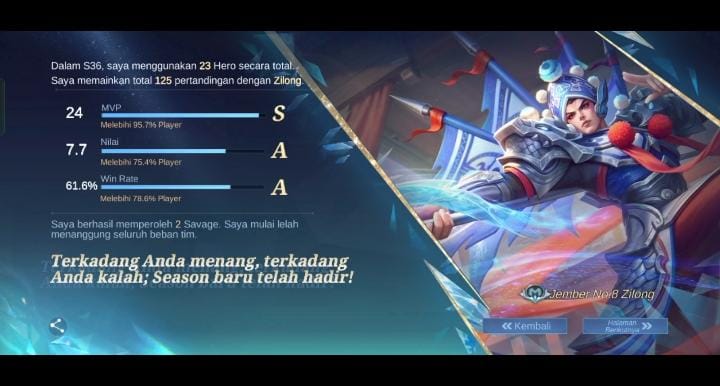 Dalam S36, saya menggunakan 23 Hero secara total.
Saya memainkan total 125 pertandingan dengan Zilong.
24 MVP S
Melebihi 95.7% Player
7.7 Nilai A
Melebihi 75.4% Player
61.6% Win Rate A
Melebihi 78.6% Player
Saya berhasil memperoleh 2 Savage. Saya mulai lelah
menanggung seluruh beban tim.
Terkadang Anda menang, terkadang
Anda kalah; Season baru telah hadir!
Jember No.8 Zilong
Kembali
Halaman
Berikutnya